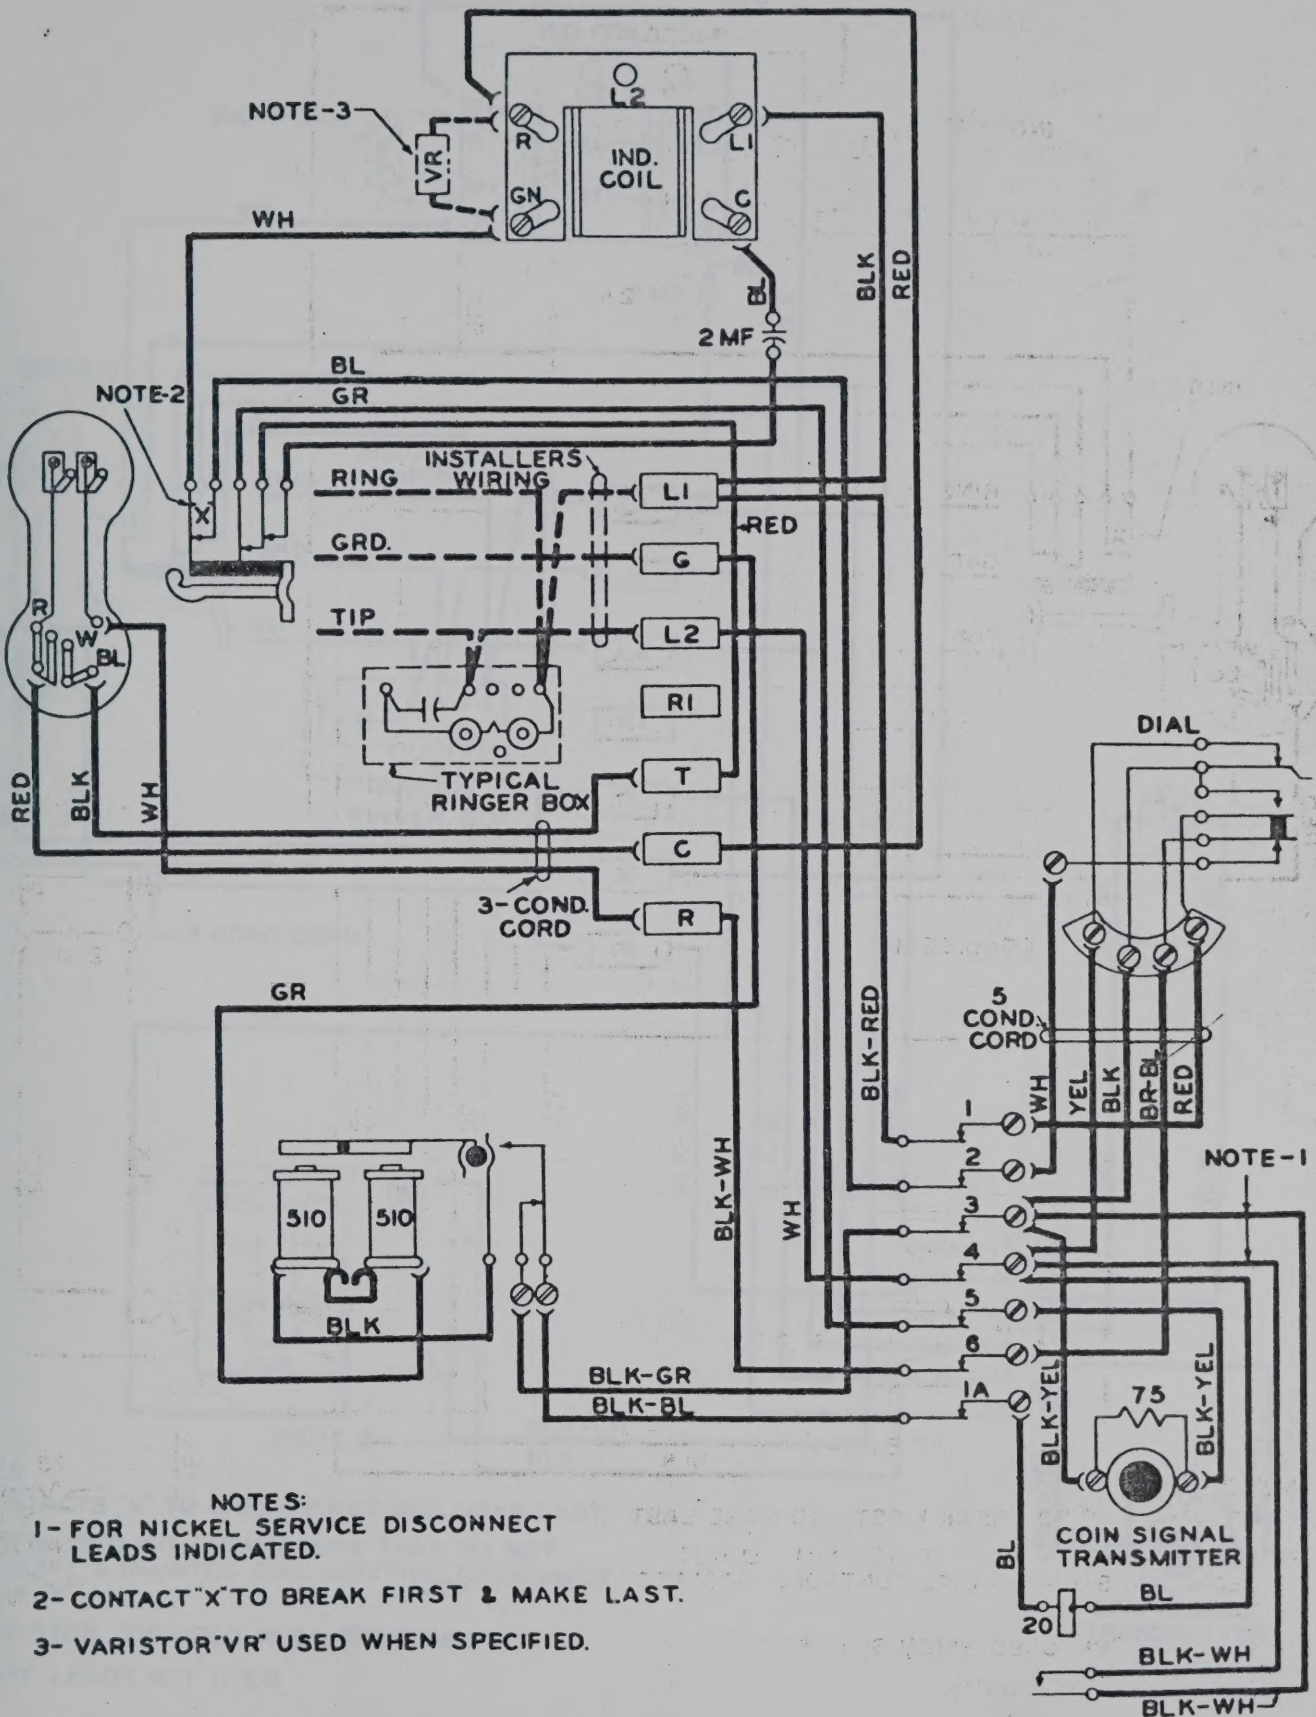 L2
NOTE-3
R
L1
VR
IND.
COIL
GN
C
WH
BL
BLK
RED
2 MF
BL
NOTE-2
GR
INSTALLERS
WIRING
RING
L1
X
RED
GRD.
G
R
TIP
W
L2
BL
R1
DIAL
RED
BLK
WH
TYPICAL
RINGER BOX
T
C
3-COND.
CORD
R
GR
BLK-RED
5
COND.
CORD
WH
YEL
BLK
BR-BL
RED
1
NOTE-1
2
BLK-WH
WH
510
510
3
4
BLK
5
6
BLK-GR
1A
BLK-BL
BLK-YEL
75
BLK-YEL
NOTES:
1- FOR NICKEL SERVICE DISCONNECT
LEADS INDICATED.
COIN SIGNAL
TRANSMITTER
BL
2- CONTACT "X" TO BREAK FIRST & MAKE LAST.
BL
20
3- VARISTOR "VR" USED WHEN SPECIFIED.
BLK-WH
BLK-WH